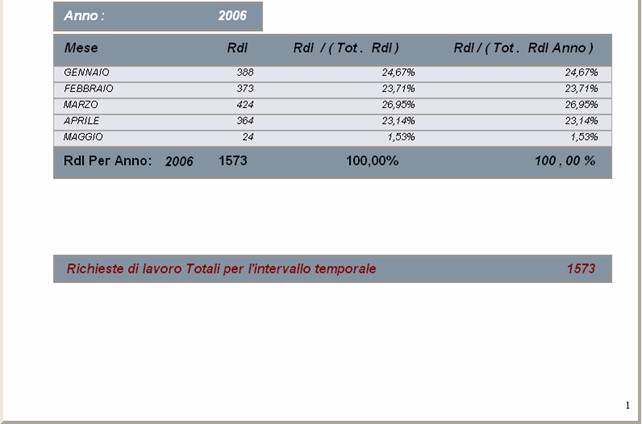 Anno : 2006
Mese Rdl Rdl / ( Tot . Rdl ) Rdl / ( Tot . Rdl Anno )
GENNAIO 388 24,67% 24,67%
FEBBRAIO 373 23,71% 23,71%
MARZO 424 26,95% 26,95%
APRILE 364 23,14% 23,14%
MAGGIO 24 1,53% 1,53%
Rdl Per Anno: 2006 1573 100,00% 100 , 00 %
Richieste di lavoro Totali per l'intervallo temporale 1573
1